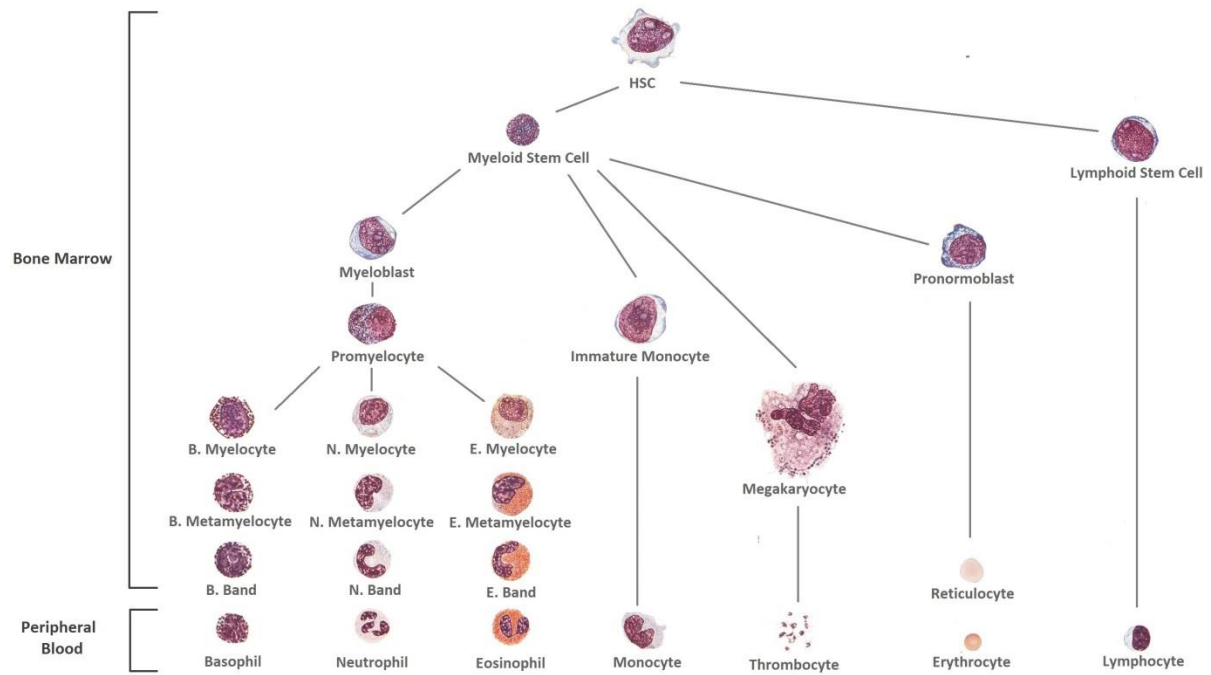 HSC
Myeloid Stem Cell
Lymphoid Stem Cell
Bone Marrow
Myeloblast
Pronormoblast
Promyelocyte
Immature Monocyte
B. Myelocyte
N. Myelocyte
E. Myelocyte
Megakaryocyte
B. Metamyelocyte
N. Metamyelocyte
E. Metamyelocyte
B. Band
N. Band
E. Band
Reticulocyte
Peripheral
Blood
Basophil
Neutrophil
Eosinophil
Monocyte
Thrombocyte
Erythrocyte
Lymphocyte